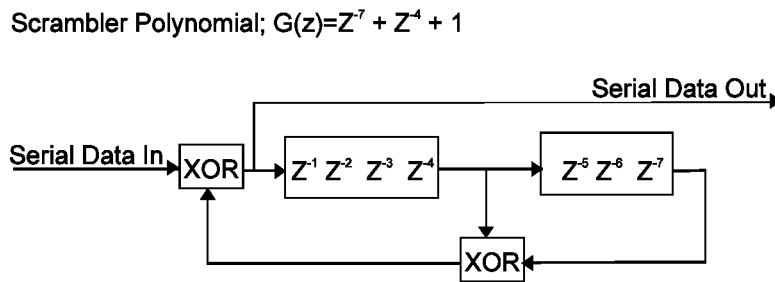 Scrambler Polynomial; G(z)=Z⁻⁷ + Z⁻⁴ + 1
Serial Data Out
Serial Data In
XOR
Z⁻¹ Z⁻² Z⁻³ Z⁻⁴
Z⁻⁵ Z⁻⁶ Z⁻⁷
XOR